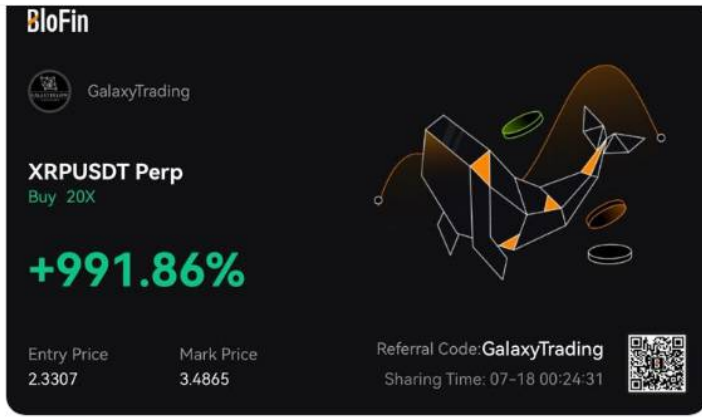 BloFin
GalaxyTrading
XRPUSDT Perp
Buy 20X
+991.86%
Entry Price Mark Price
2.3307 3.4865
Referral Code:GalaxyTrading
Sharing Time: 07-18 00:24:31